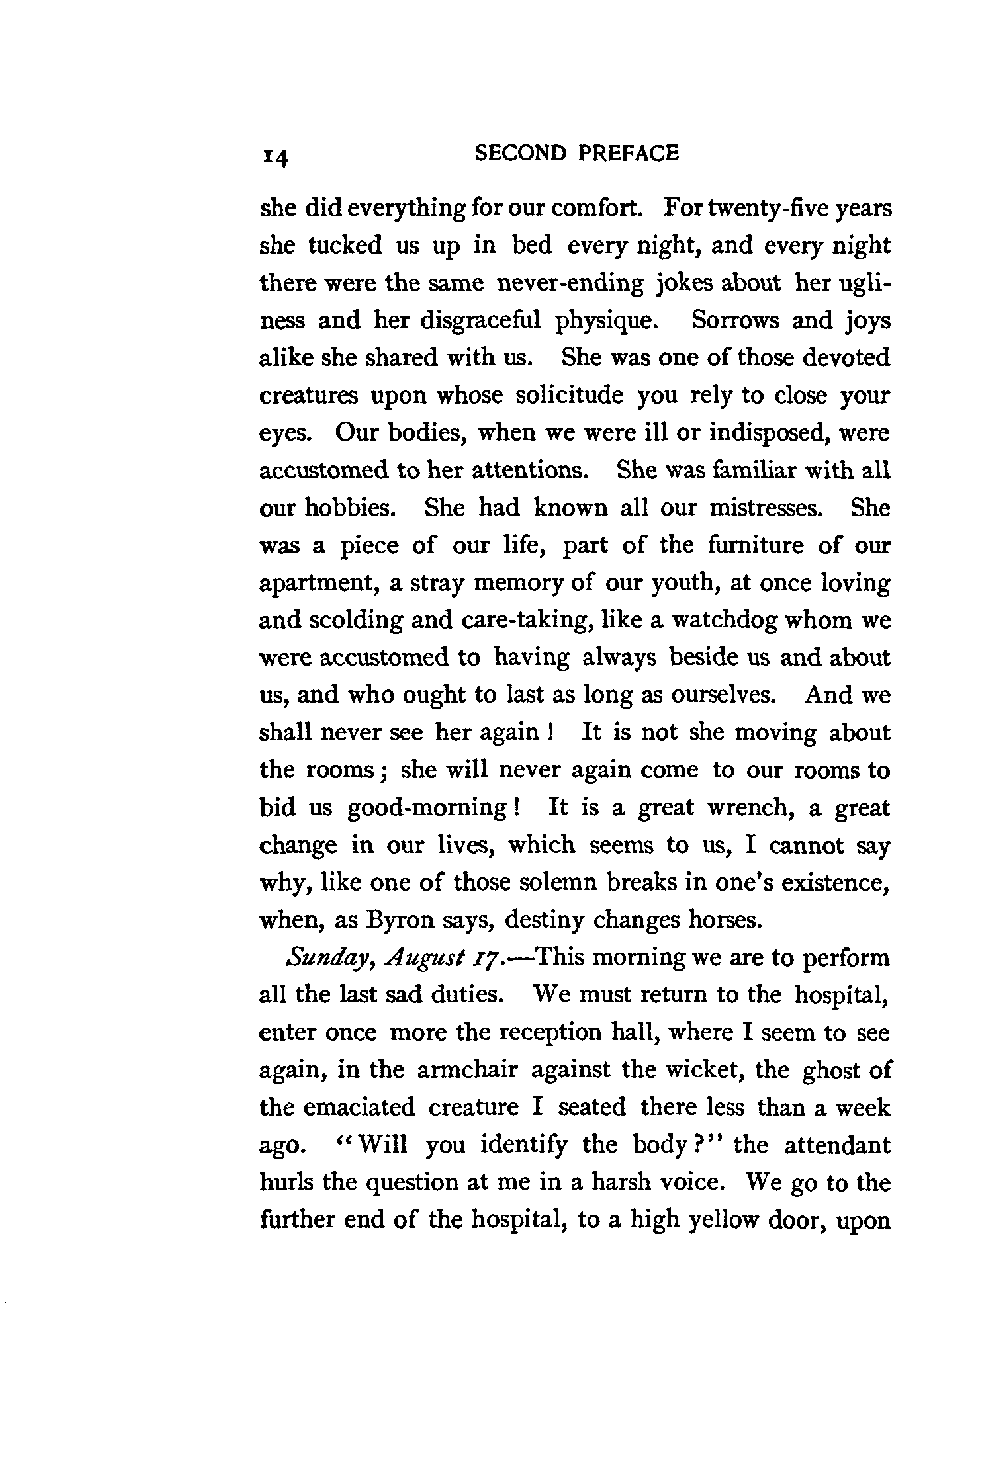 14 SECOND PREFACE
she did everything for our comfort. For twenty-five years
she tucked us up in bed every night, and every night
there were the same never-ending jokes about her ugli-
ness and her disgraceful physique. Sorrows and joys
alike she shared with us. She was one of those devoted
creatures upon whose solicitude you rely to close your
eyes. Our bodies, when we were ill or indisposed, were
accustomed to her attentions. She was familiar with all
our hobbies. She had known all our mistresses. She
was a piece of our life, part of the furniture of our
apartment, a stray memory of our youth, at once loving
and scolding and care-taking, like a watchdog whom we
were accustomed to having always beside us and about
us, and who ought to last as long as ourselves. And we
shall never see her again! It is not she moving about
the rooms; she will never again come to our rooms to
bid us good-morning! It is a great wrench, a great
change in our lives, which seems to us, I cannot say
why, like one of those solemn breaks in one's existence,
when, as Byron says, destiny changes horses.
Sunday, August 17.—This morning we are to perform
all the last sad duties. We must return to the hospital,
enter once more the reception hall, where I seem to see
again, in the armchair against the wicket, the ghost of
the emaciated creature I seated there less than a week
ago. "Will you identify the body?" the attendant
hurls the question at me in a harsh voice. We go to the
further end of the hospital, to a high yellow door, upon